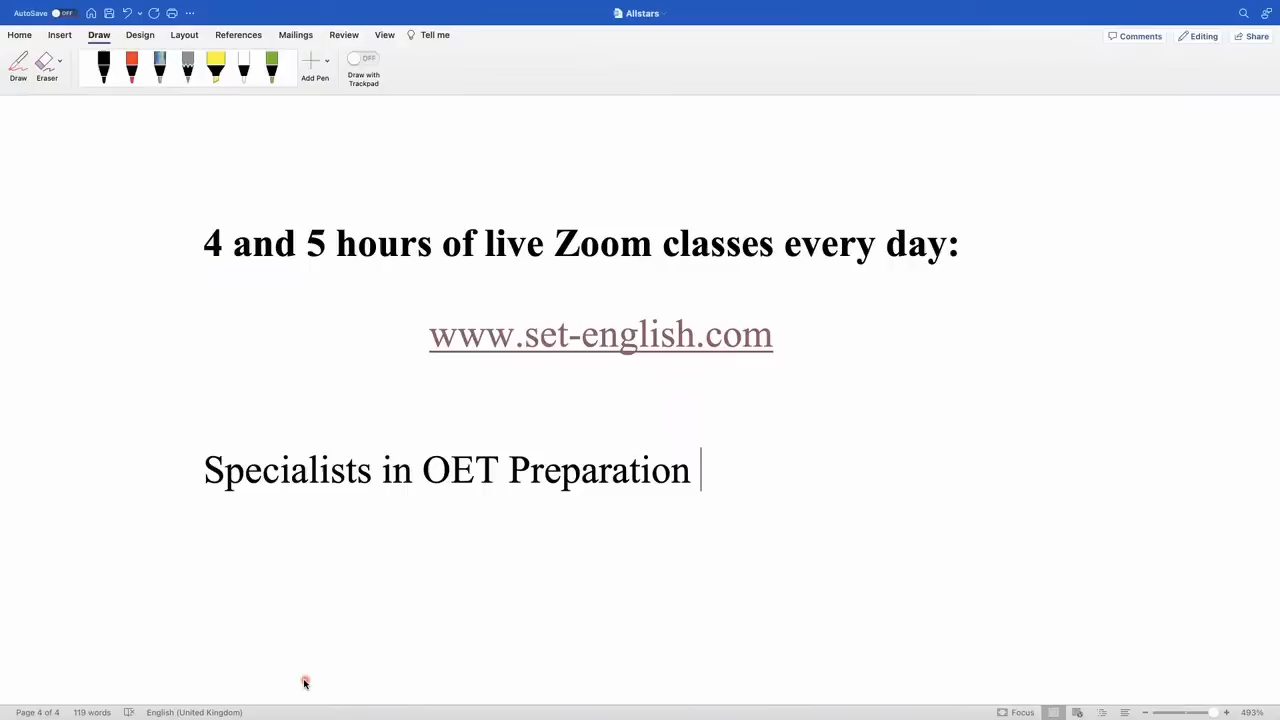 AutoSave OFF
Allstars
Home Insert Draw Design Layout References Mailings Review View Tell me
Comments Editing Share
Draw Eraser Add Pen OFF Draw with Trackpad
4 and 5 hours of live Zoom classes every day:
www.set-english.com
Specialists in OET Preparation
Page 4 of 4 119 words English (United Kingdom) Focus 493%